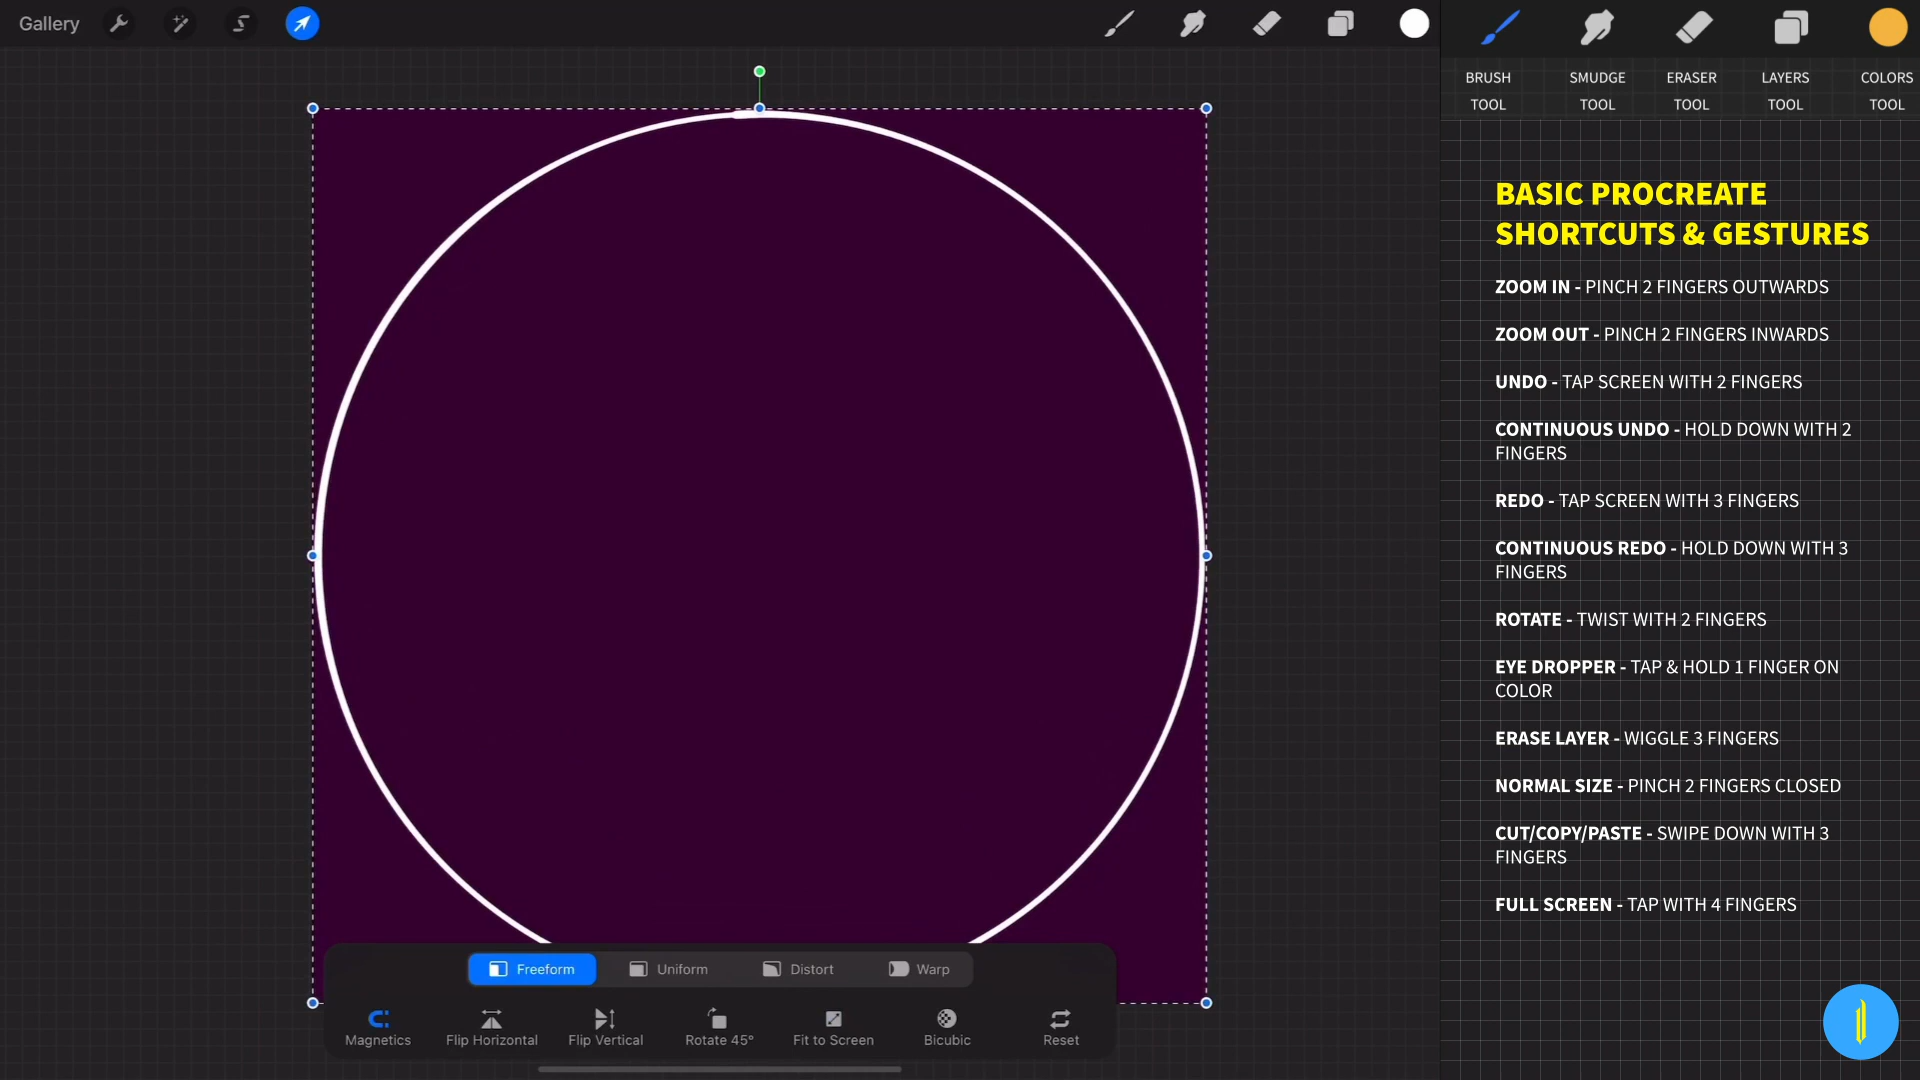 Gallery
BRUSH TOOL
SMUDGE TOOL
ERASER TOOL
LAYERS TOOL
COLORS TOOL
BASIC PROCREATE
SHORTCUTS & GESTURES
ZOOM IN - PINCH 2 FINGERS OUTWARDS
ZOOM OUT - PINCH 2 FINGERS INWARDS
UNDO - TAP SCREEN WITH 2 FINGERS
CONTINUOUS UNDO - HOLD DOWN WITH 2
FINGERS
REDO - TAP SCREEN WITH 3 FINGERS
CONTINUOUS REDO - HOLD DOWN WITH 3
FINGERS
ROTATE - TWIST WITH 2 FINGERS
EYE DROPPER - TAP & HOLD 1 FINGER ON
COLOR
ERASE LAYER - WIGGLE 3 FINGERS
NORMAL SIZE - PINCH 2 FINGERS CLOSED
CUT/COPY/PASTE - SWIPE DOWN WITH 3
FINGERS
FULL SCREEN - TAP WITH 4 FINGERS
Freeform Uniform Distort Warp
Magnetics Flip Horizontal Flip Vertical Rotate 45° Fit to Screen Bicubic Reset